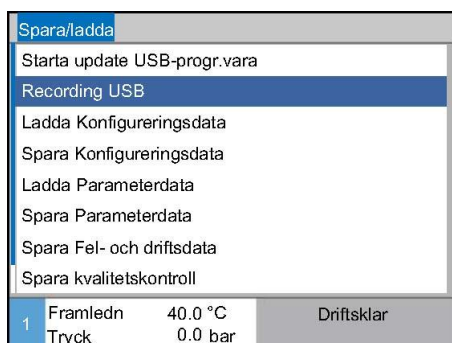 Spara/ladda
Starta update USB-progr.vara
Recording USB
Ladda Konfigureringsdata
Spara Konfigureringsdata
Ladda Parameterdata
Spara Parameterdata
Spara Fel- och driftsdata
Spara kvalitetskontroll
1 Framledn 40.0 °C Driftsklar
Tryck 0.0 bar